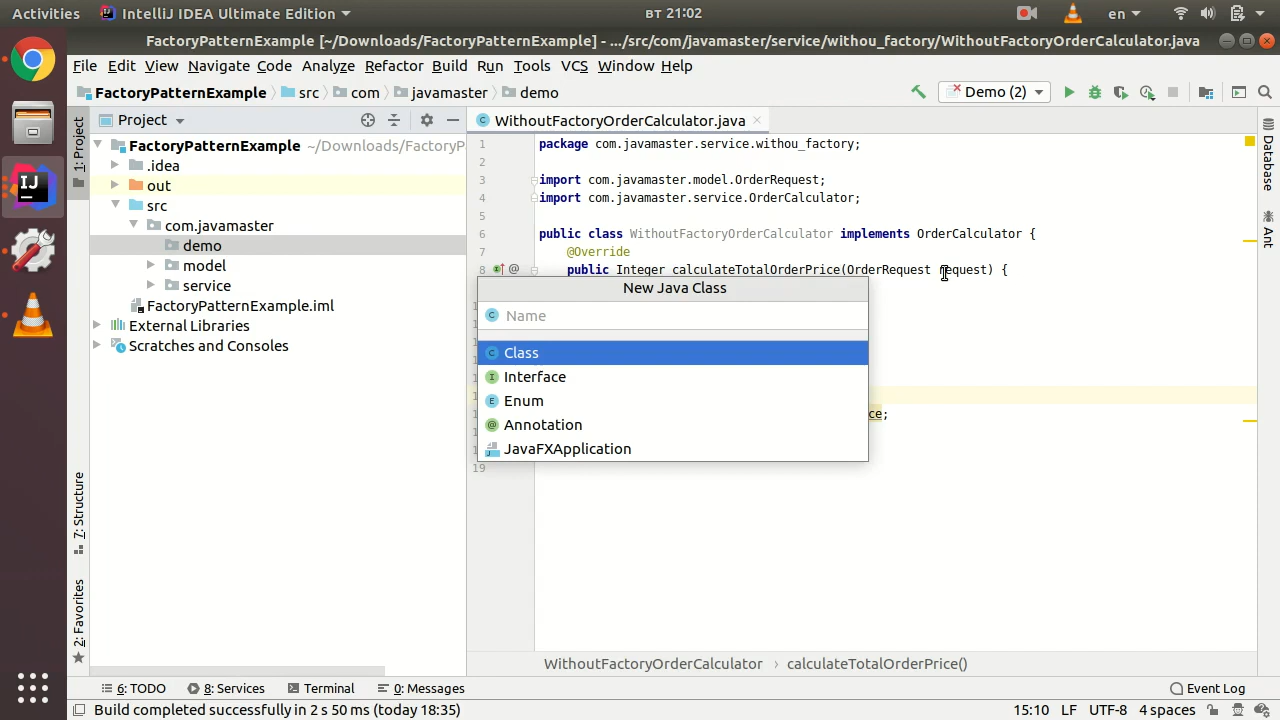 Activities
IntelliJ IDEA Ultimate Edition
вт 21:02
en
FactoryPatternExample [~/Downloads/FactoryPatternExample] - .../src/com/javamaster/service/withou_factory/WithoutFactoryOrderCalculator.java
File Edit View Navigate Code Analyze Refactor Build Run Tools VCS Window Help
FactoryPatternExample src com javamaster demo
Demo (2)
1: Project
Project
FactoryPatternExample ~/Downloads/FactoryP
.idea
out
src
com.javamaster
demo
model
service
FactoryPatternExample.iml
External Libraries
Scratches and Consoles
7: Structure
2: Favorites
WithoutFactoryOrderCalculator.java
1 package com.javamaster.service.withou_factory;
2
3 import com.javamaster.model.OrderRequest;
4 import com.javamaster.service.OrderCalculator;
5
6 public class WithoutFactoryOrderCalculator implements OrderCalculator {
7 @Override
8 public Integer calculateTotalOrderPrice(OrderRequest request) {
ce;
19
New Java Class
Name
Class
Interface
Enum
Annotation
JavaFXApplication
Database
Ant
WithoutFactoryOrderCalculator › calculateTotalOrderPrice()
6: TODO 8: Services Terminal 0: Messages Event Log
Build completed successfully in 2 s 50 ms (today 18:35)
15:10 LF UTF-8 4 spaces